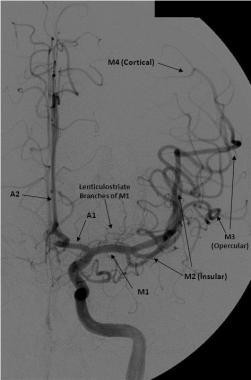 M4 (Cortical)
Lenticulostriate
Branches of M1
A2
A1
M3
(Opercular)
M2 (Insular)
M1